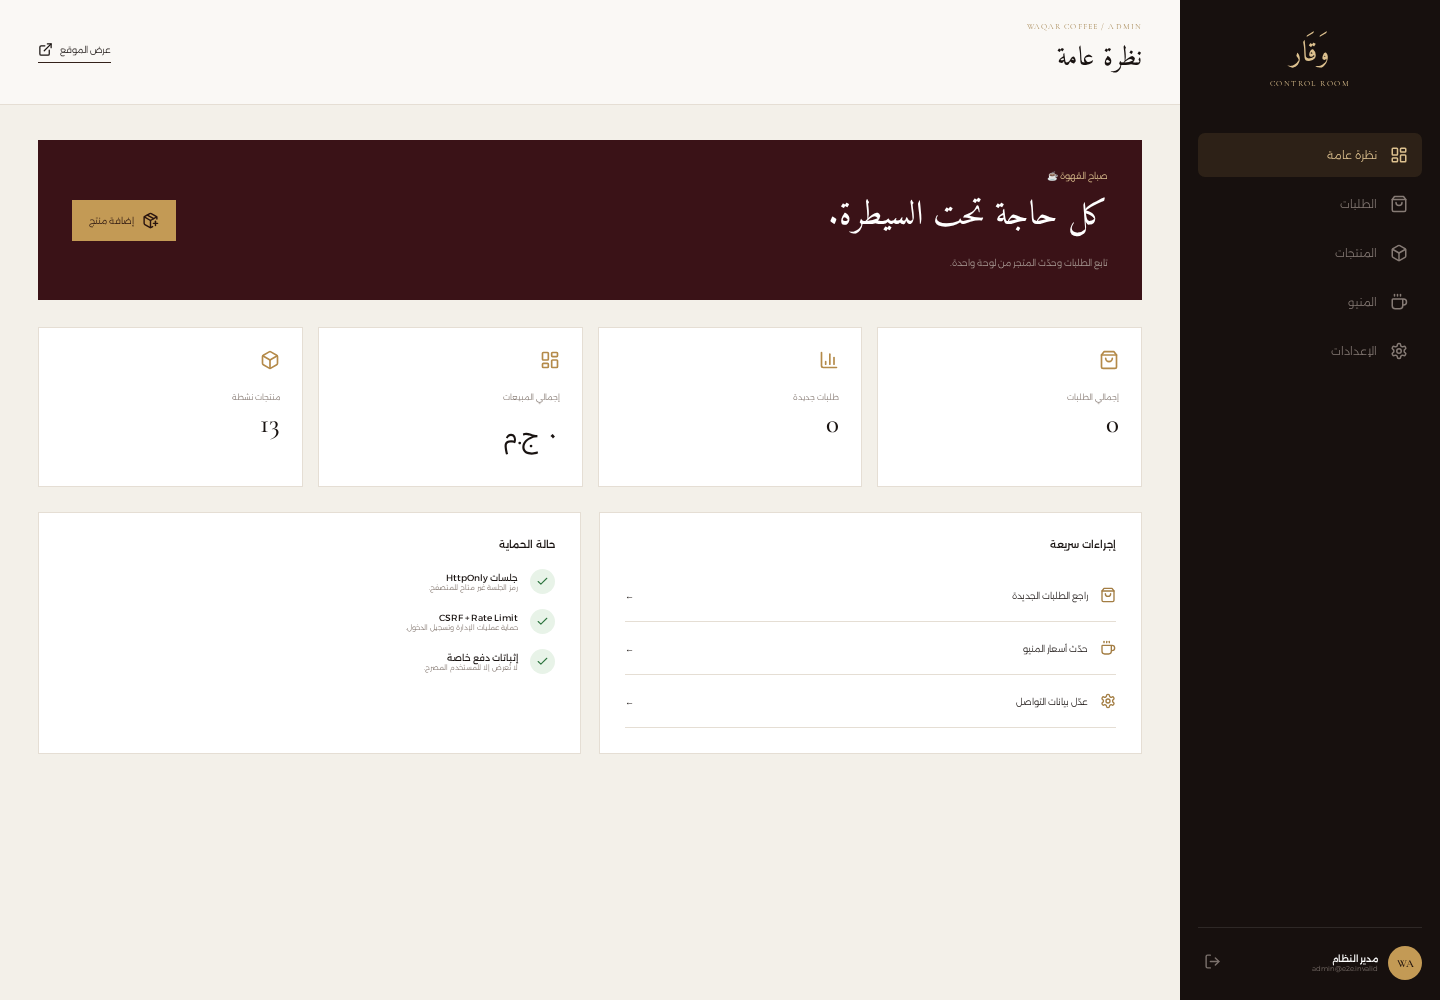 وَقَار
CONTROL ROOM
نظرة عامة
الطلبات
المنتجات
المنيو
الإعدادات
WA
مدير النظام
admin@e2e.invalid
WAQAR COFFEE / ADMIN
نظرة عامة
عرض الموقع
صباح القهوة ☕
كل حاجة تحت السيطرة.
تابع الطلبات وحدّث المتجر من لوحة واحدة.
إضافة منتج
إجمالي الطلبات
0
طلبات جديدة
0
إجمالي المبيعات
٠ ج.م.
منتجات نشطة
13
إجراءات سريعة
راجع الطلبات الجديدة ←
حدّث أسعار المنيو ←
عدّل بيانات التواصل ←
حالة الحماية
جلسات HttpOnly
رمز الجلسة غير متاح للمتصفح.
CSRF + Rate Limit
حماية عمليات الإدارة وتسجيل الدخول.
إثباتات دفع خاصة
لا تُعرض إلا للمستخدم المصرح.